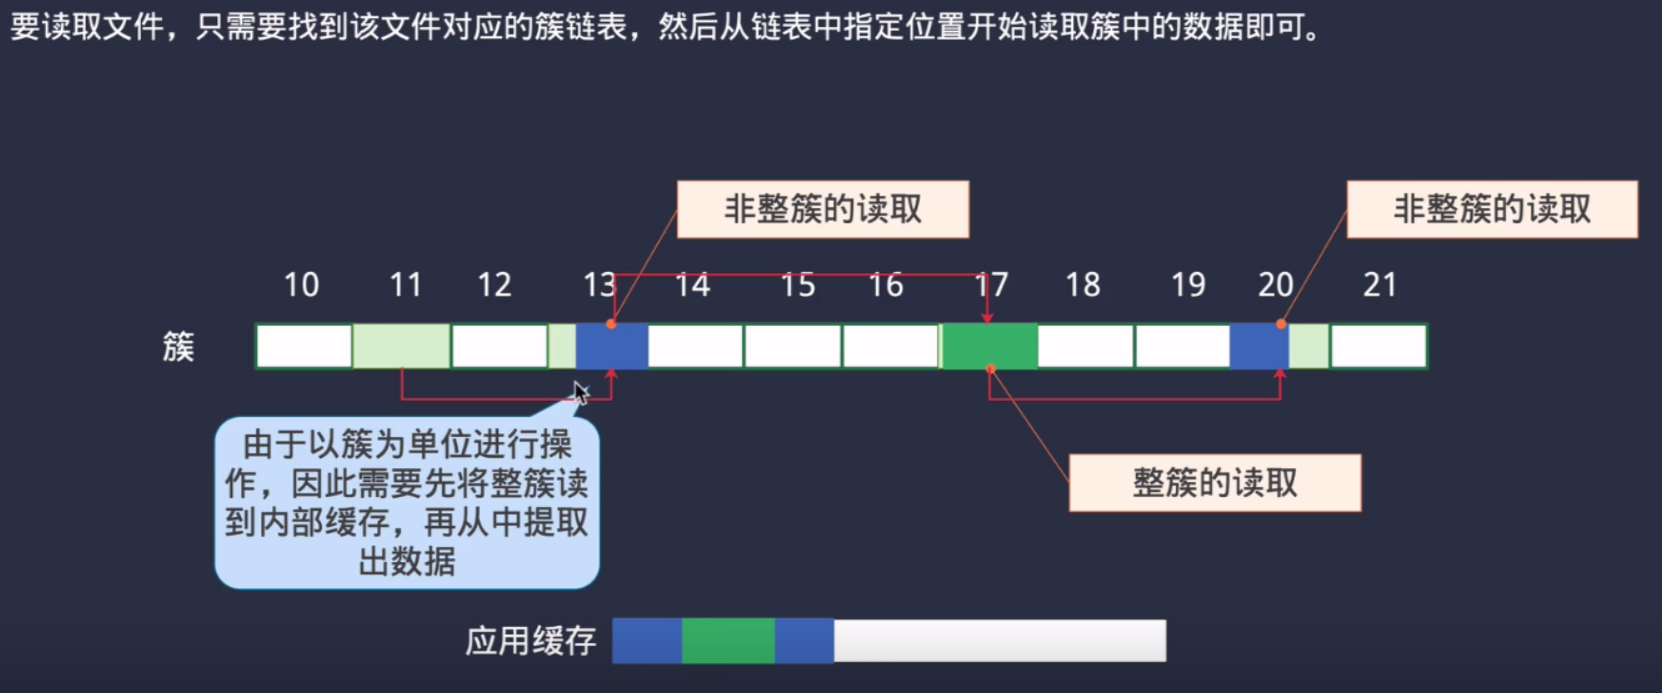 要读取文件，只需要找到该文件对应的簇链表，然后从链表中指定位置开始读取簇中的数据即可。
非整簇的读取
非整簇的读取
10 11 12 13 14 15 16 17 18 19 20 21
簇
由于以簇为单位进行操
作，因此需要先将整簇读
到内部缓存，再从中提取
出数据
整簇的读取
应用缓存